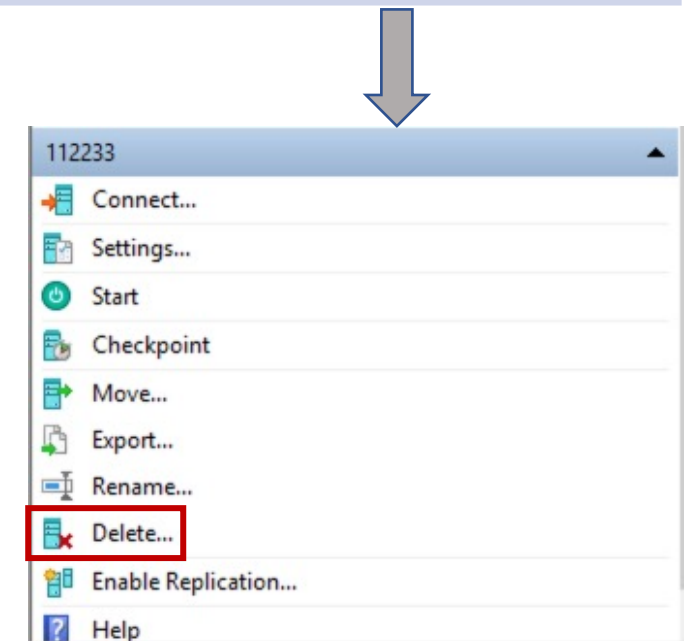 112233
Connect...
Settings...
Start
Checkpoint
Move...
Export...
Rename...
Delete...
Enable Replication...
Help